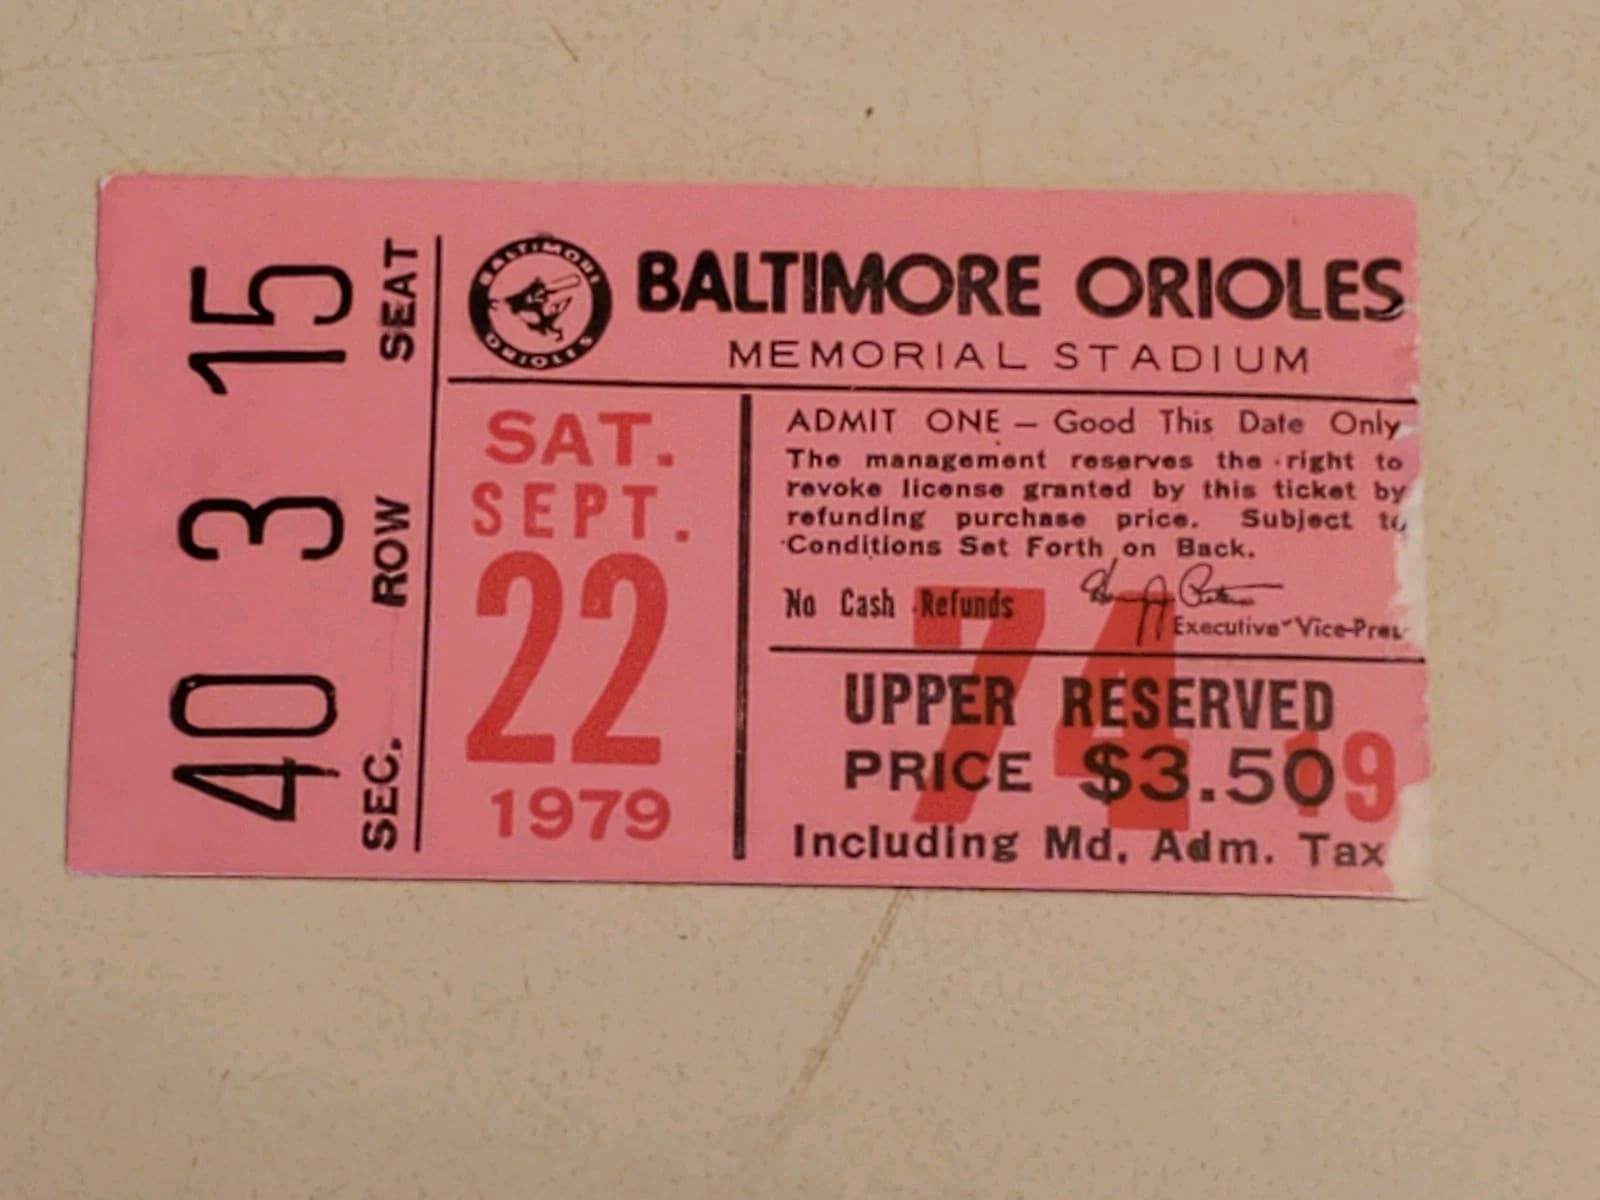 40 3 15
SEC. ROW SEAT
BALTIMORE
ORIOLES
BALTIMORE ORIOLES
MEMORIAL STADIUM
SAT.
SEPT.
22
1979
ADMIT ONE — Good This Date Only
The management reserves the right to
revoke license granted by this ticket by
refunding purchase price. Subject to
Conditions Set Forth on Back.
No Cash Refunds
Executive Vice-Pres
74
UPPER RESERVED
PRICE $3.50
Including Md. Adm. Tax